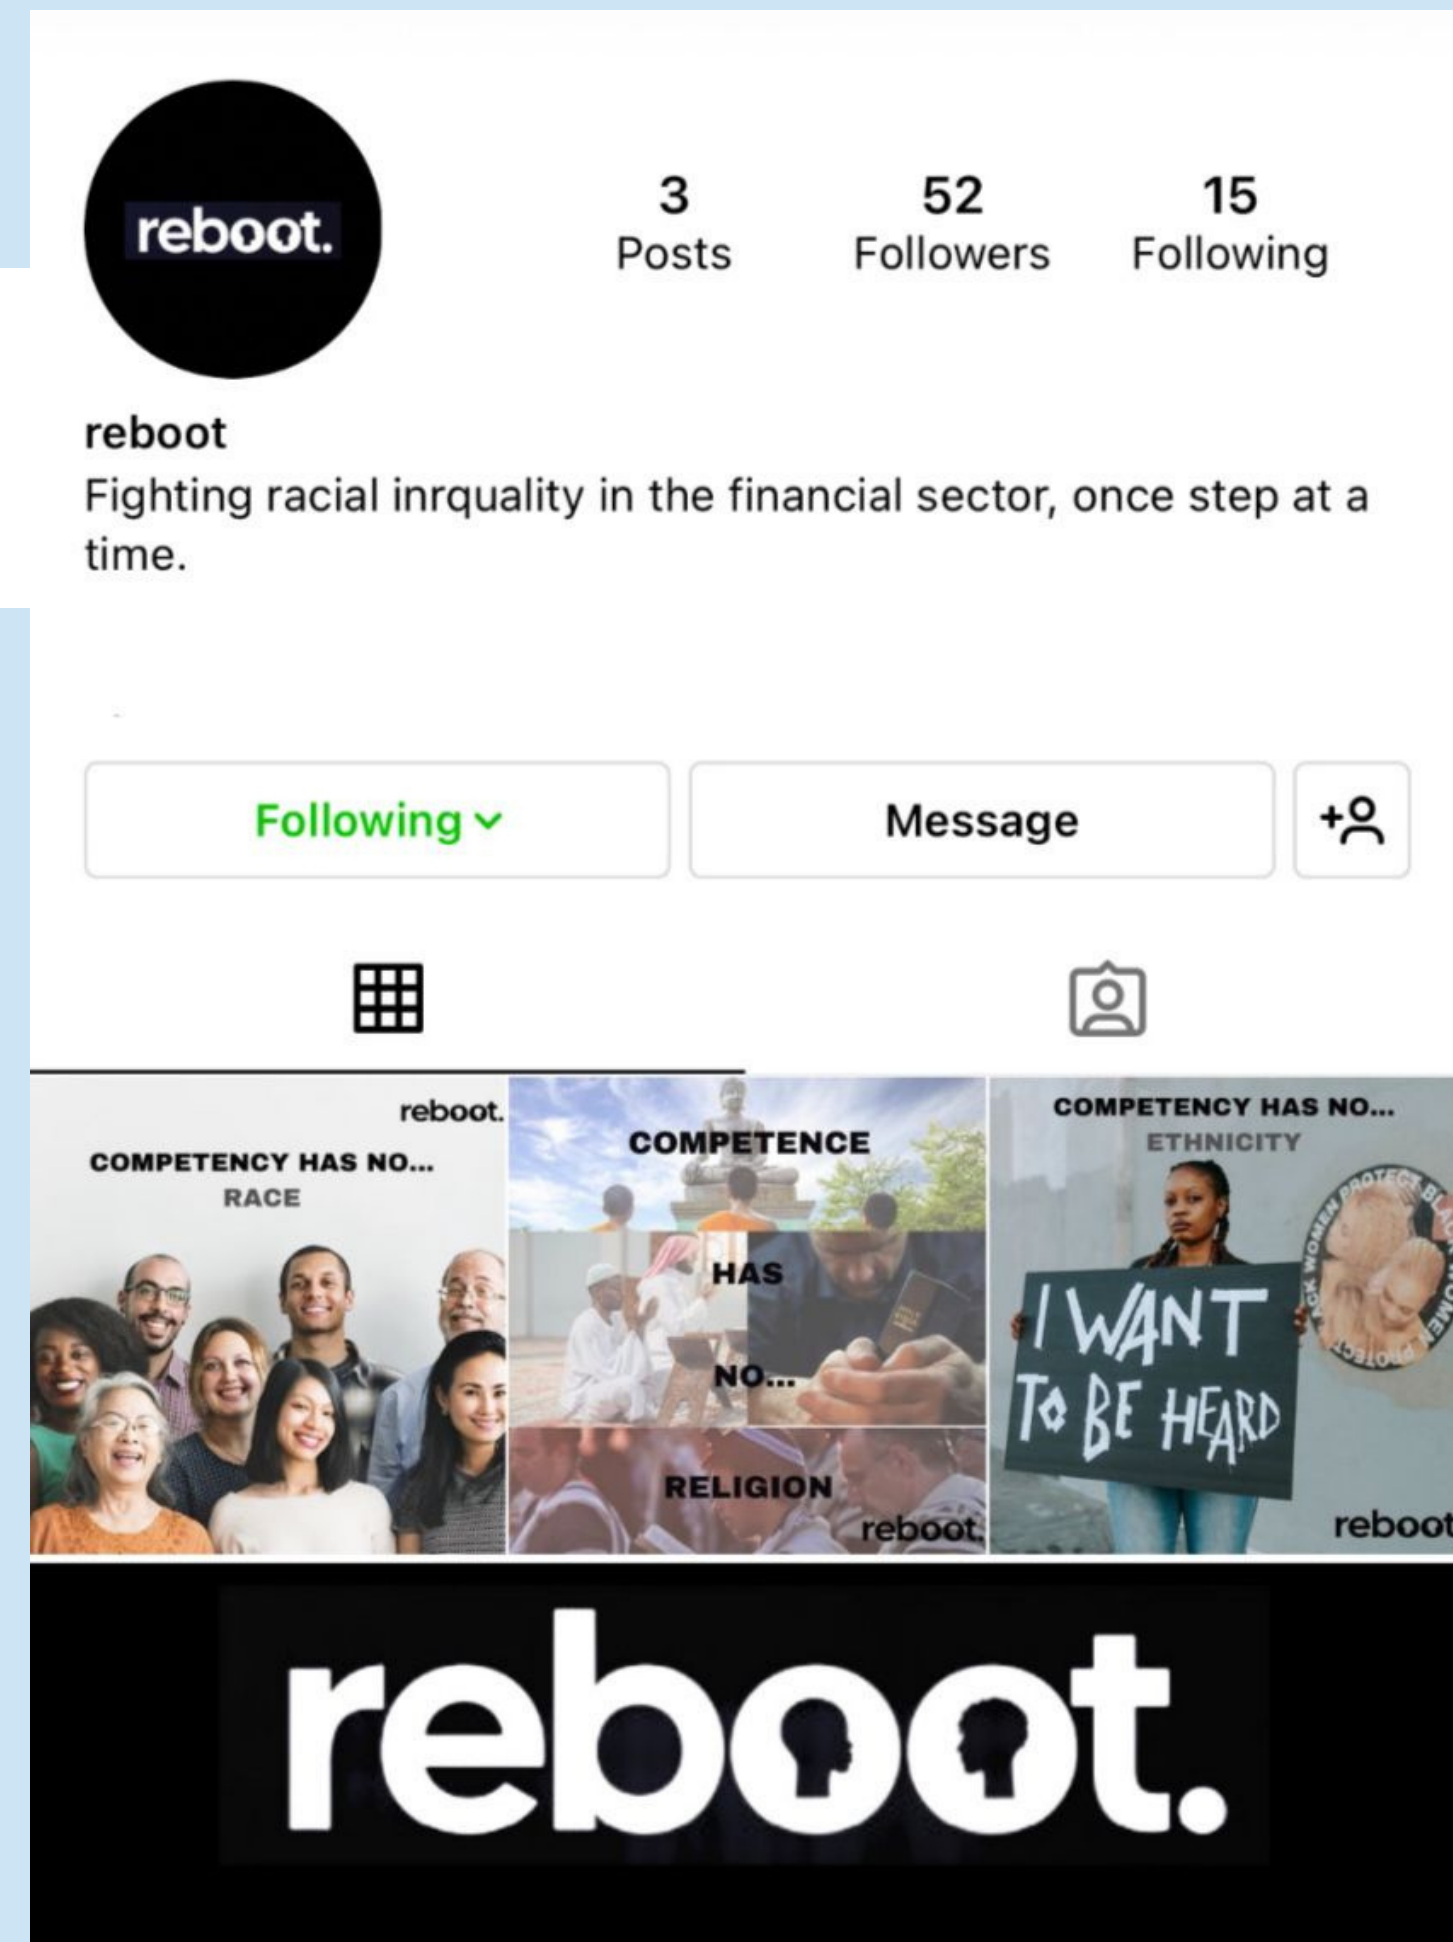 reboot.
3
Posts
52
Followers
15
Following
reboot
Fighting racial inrquality in the financial sector, once step at a
time.
Following
Message
reboot.
COMPETENCY HAS NO...
RACE
COMPETENCE
HAS
NO...
RELIGION
reboot.
COMPETENCY HAS NO...
ETHNICITY
I WANT
TO BE HEARD
PROTECT
WOMEN
reboot
reboot.